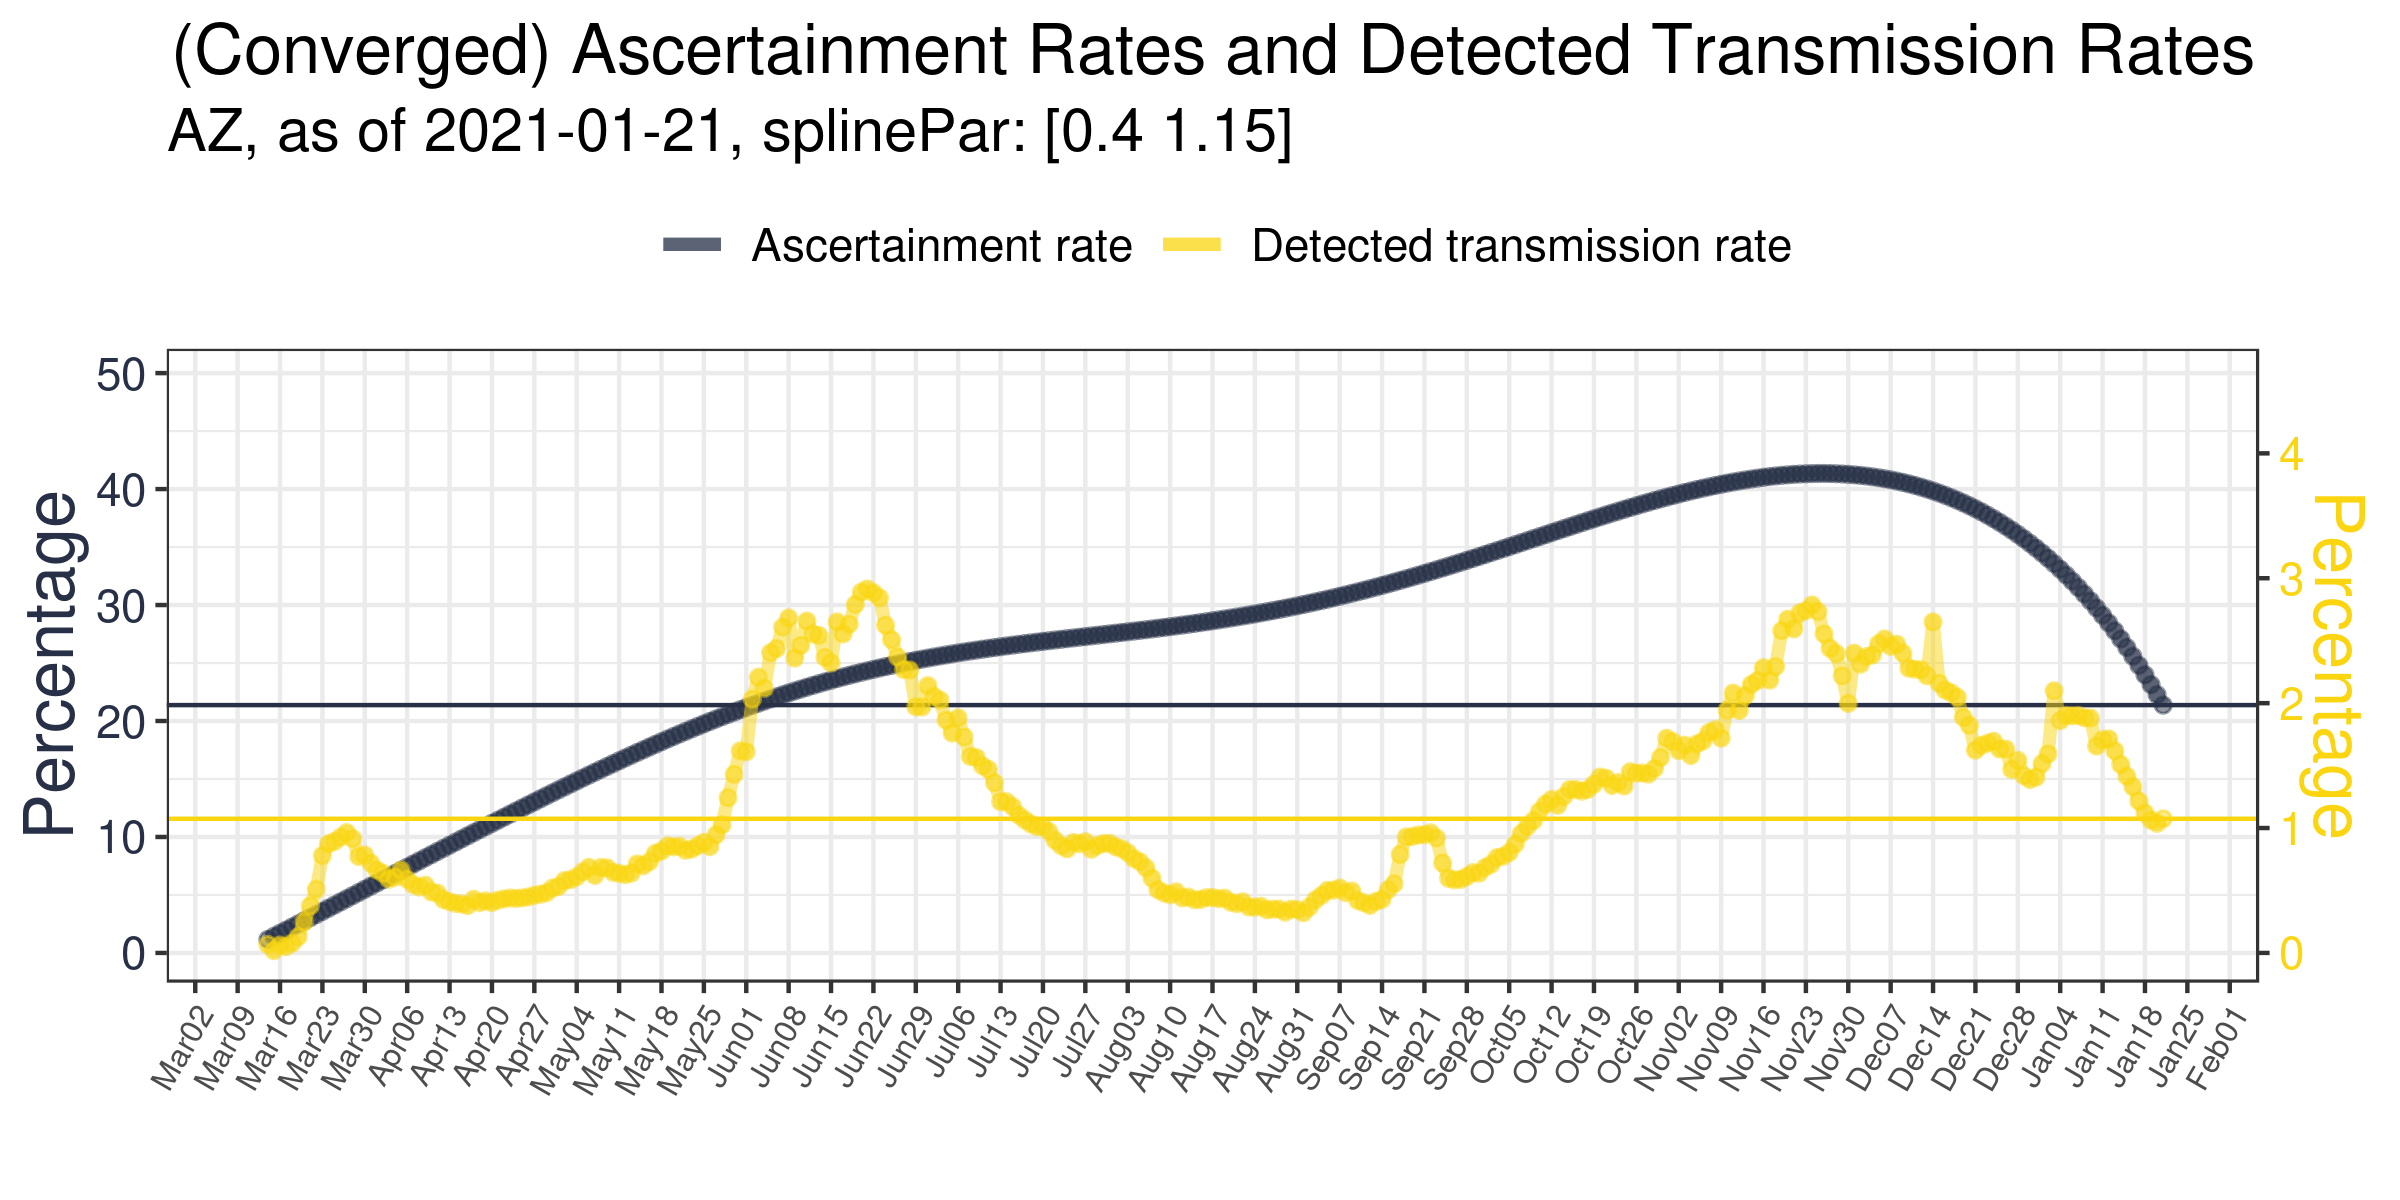 (Converged) Ascertainment Rates and Detected Transmission Rates
AZ, as of 2021-01-21, splinePar: [0.4 1.15]
Ascertainment rate Detected transmission rate
Percentage
50
40
30
20
10
0
4
3
2
1
0
Percentage
Mar02 Mar09 Mar16 Mar23 Mar30 Apr06 Apr13 Apr20 Apr27 May04 May11 May18 May25 Jun01 Jun08 Jun15 Jun22 Jun29 Jul06 Jul13 Jul20 Jul27 Aug03 Aug10 Aug17 Aug24 Aug31 Sep07 Sep14 Sep21 Sep28 Oct05 Oct12 Oct19 Oct26 Nov02 Nov09 Nov16 Nov23 Nov30 Dec07 Dec14 Dec21 Dec28 Jan04 Jan11 Jan18 Jan25 Feb01